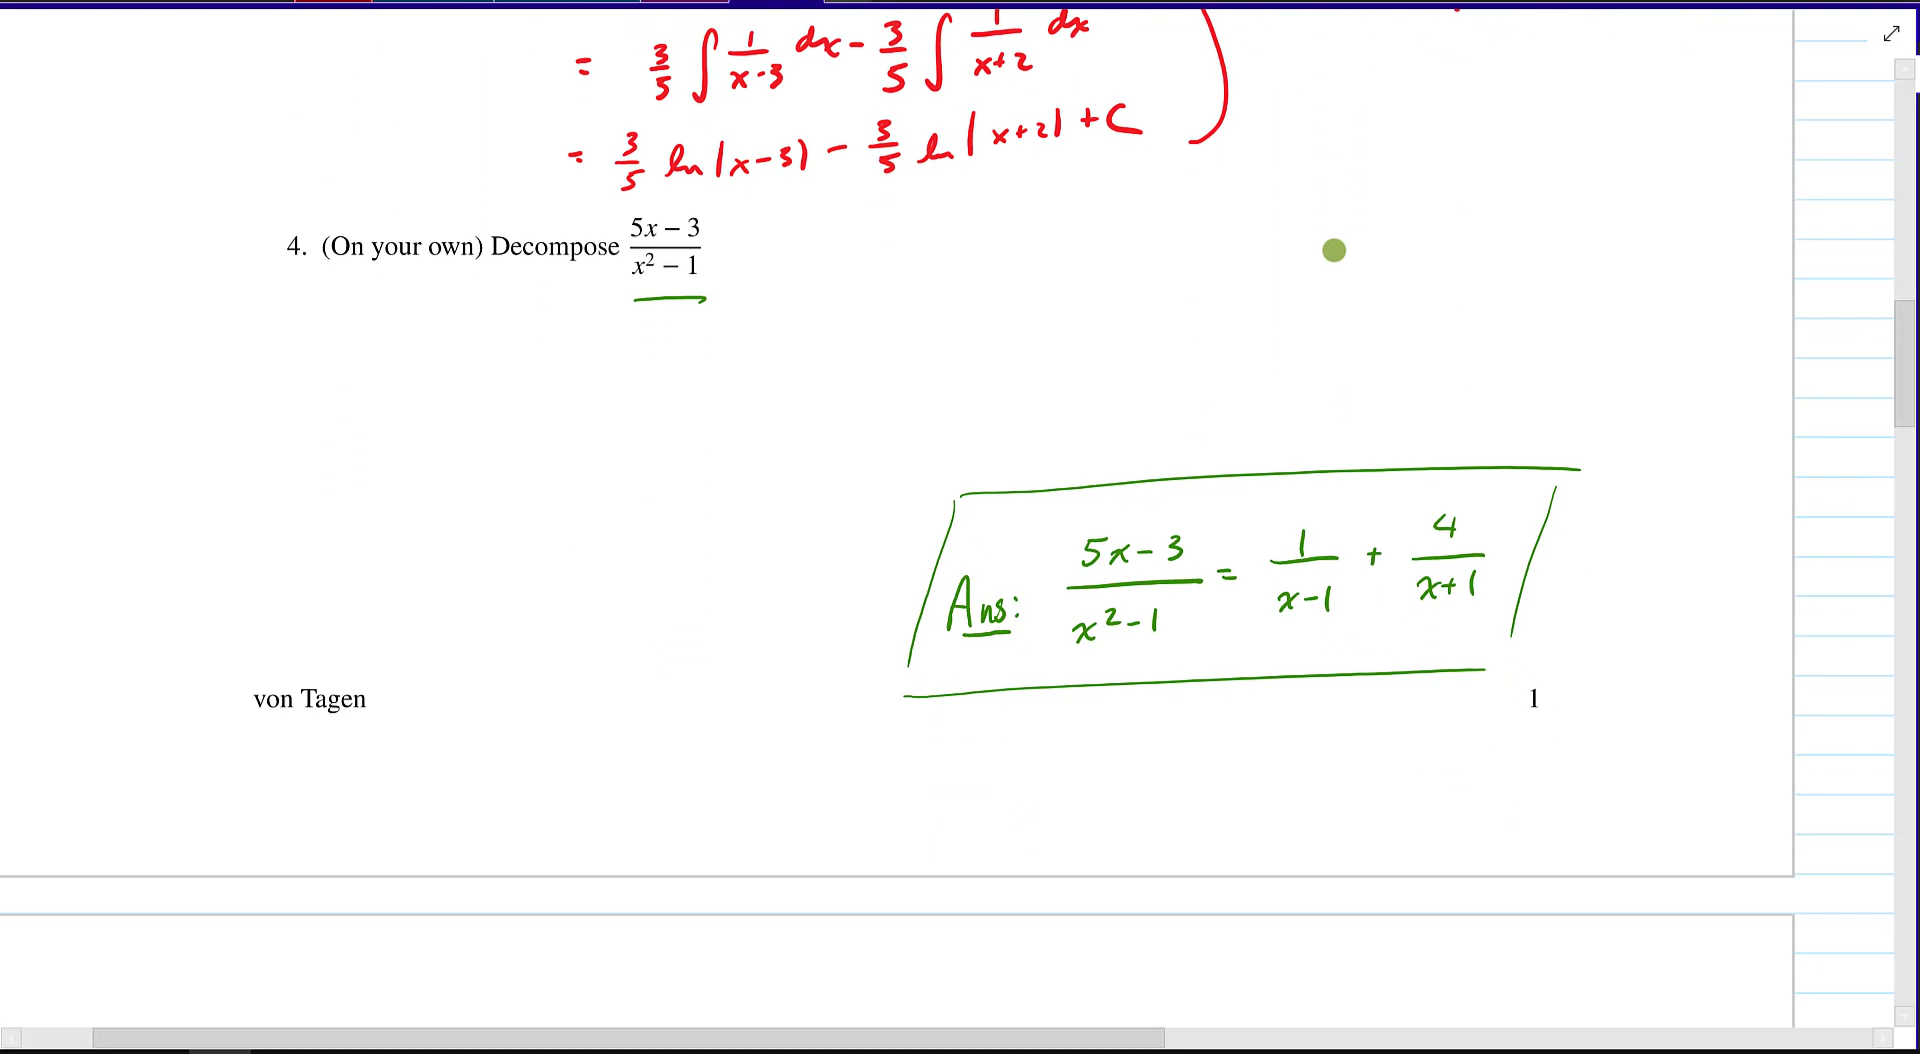 = 3/5 ∫ 1/(x-3) dx - 3/5 ∫ 1/(x+2) dx
= 3/5 ln|x-3| - 3/5 ln|x+2| + C
4. (On your own) Decompose (5x − 3)/(x² − 1)
Ans: (5x-3)/(x²-1) = 1/(x-1) + 4/(x+1)
von Tagen 1